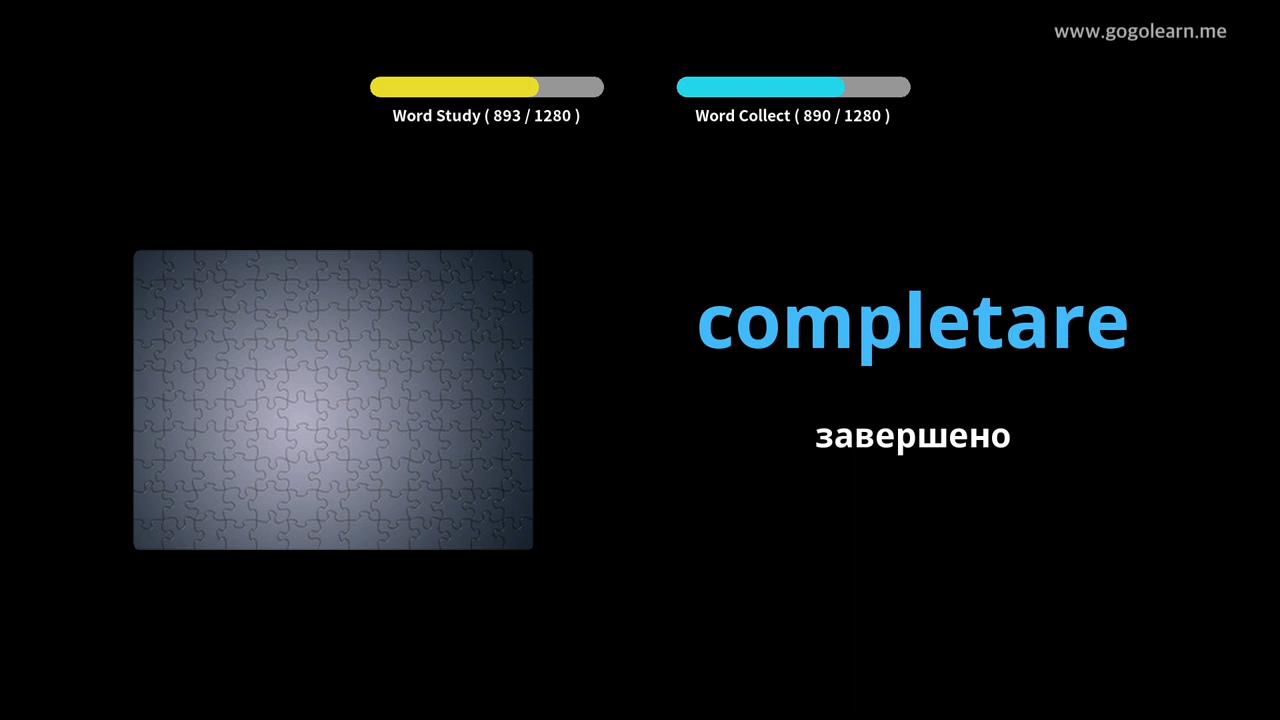 www.gogolearn.me
Word Study ( 893 / 1280 )
Word Collect ( 890 / 1280 )
completare
завершено